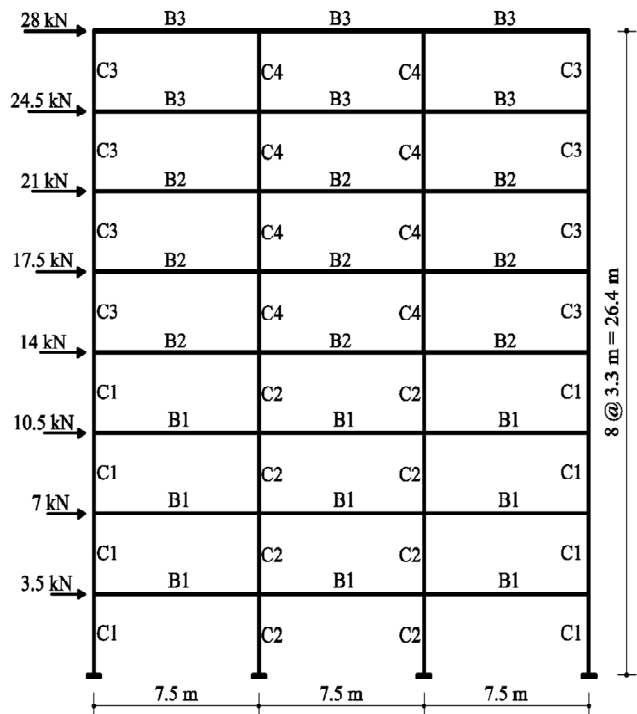 28 kN B3 B3 B3
C3 C4 C4 C3
24.5 kN B3 B3 B3
C3 C4 C4 C3
21 kN B2 B2 B2
C3 C4 C4 C3
17.5 kN B2 B2 B2
C3 C4 C4 C3
14 kN B2 B2 B2
C1 C2 C2 C1
10.5 kN B1 B1 B1
C1 C2 C2 C1
7 kN B1 B1 B1
C1 C2 C2 C1
3.5 kN B1 B1 B1
C1 C2 C2 C1
7.5 m 7.5 m 7.5 m
8 @ 3.3 m = 26.4 m